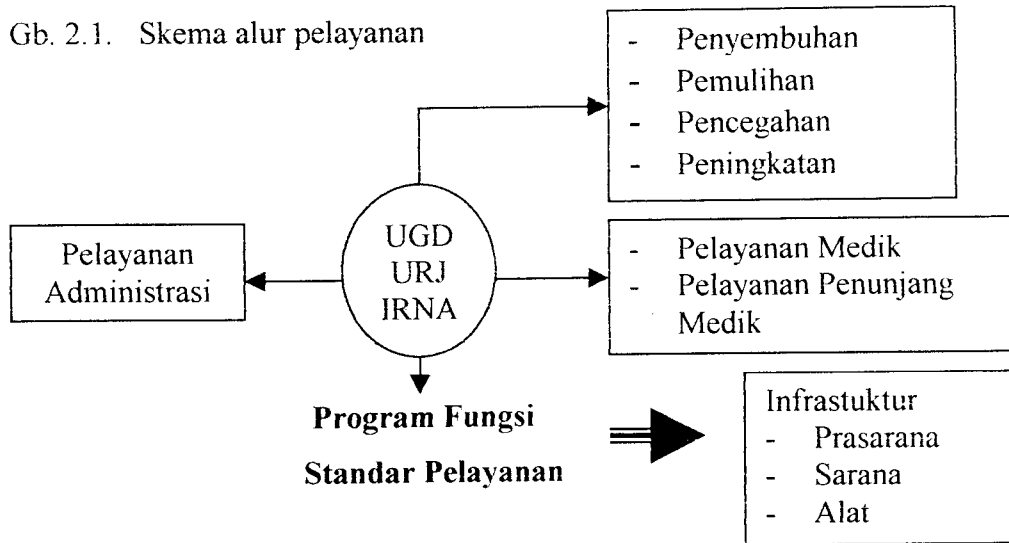 Gb. 2.1. Skema alur pelayanan
- Penyembuhan
- Pemulihan
- Pencegahan
- Peningkatan
Pelayanan
Administrasi
UGD
URJ
IRNA
- Pelayanan Medik
- Pelayanan Penunjang
Medik
Program Fungsi
Standar Pelayanan
Infrastuktur
- Prasarana
- Sarana
- Alat